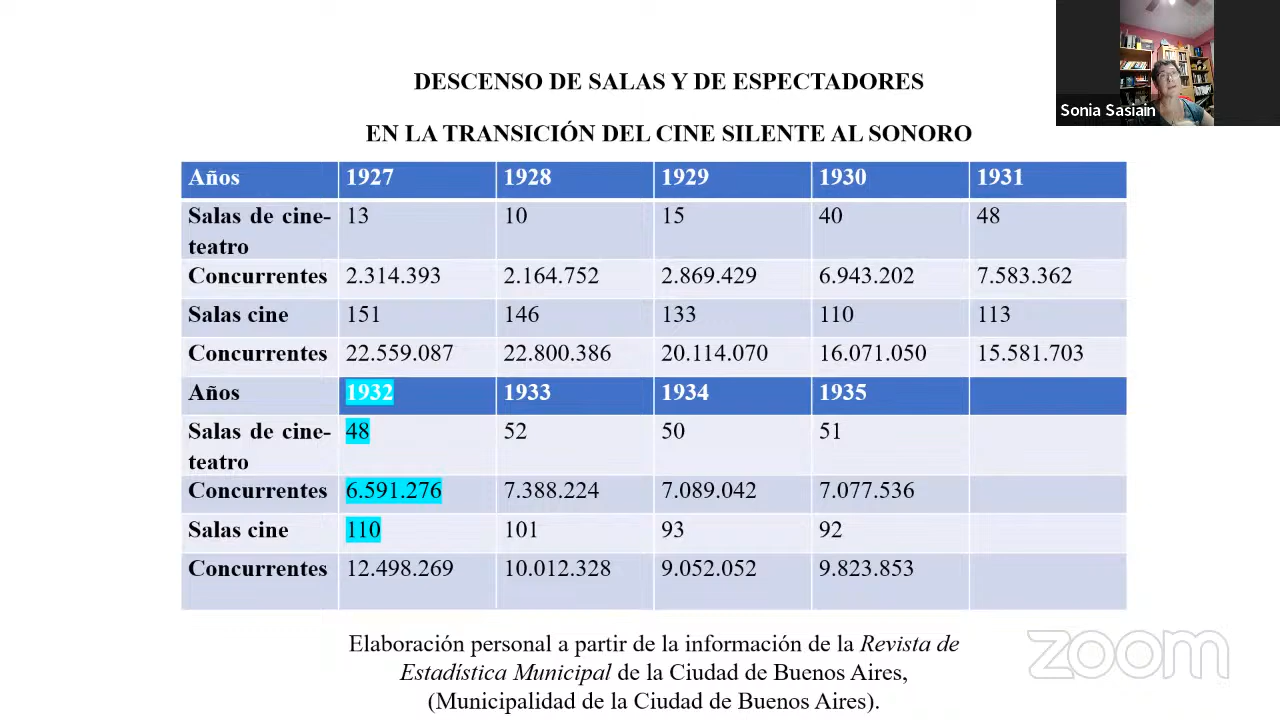 DESCENSO DE SALAS Y DE ESPECTADORES
EN LA TRANSICIÓN DEL CINE SILENTE AL SONORO
Sonia Sasiain
Años 1927 1928 1929 1930 1931
Salas de cine-
teatro 13 10 15 40 48
Concurrentes 2.314.393 2.164.752 2.869.429 6.943.202 7.583.362
Salas cine 151 146 133 110 113
Concurrentes 22.559.087 22.800.386 20.114.070 16.071.050 15.581.703
Años 1932 1933 1934 1935
Salas de cine-
teatro 48 52 50 51
Concurrentes 6.591.276 7.388.224 7.089.042 7.077.536
Salas cine 110 101 93 92
Concurrentes 12.498.269 10.012.328 9.052.052 9.823.853
Elaboración personal a partir de la información de la Revista de
Estadística Municipal de la Ciudad de Buenos Aires,
(Municipalidad de la Ciudad de Buenos Aires).
zoom